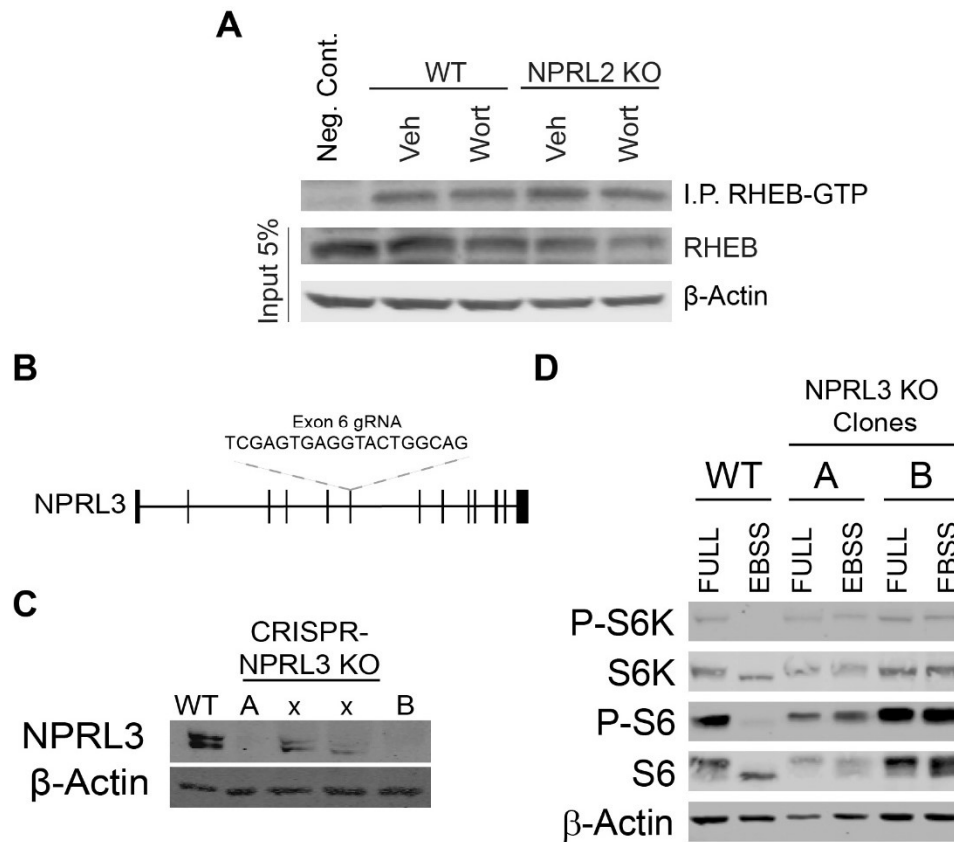 A
Neg. Cont.
WT
NPRL2 KO
Veh
Wort
Veh
Wort
I.P. RHEB-GTP
Input 5%
RHEB
β-Actin
B
Exon 6 gRNA
TCGAGTGAGGTACTGGCAG
NPRL3
C
CRISPR-
NPRL3 KO
WT A x x B
NPRL3
β-Actin
D
NPRL3 KO
Clones
WT A B
FULL
EBSS
FULL
EBSS
FULL
EBSS
P-S6K
S6K
P-S6
S6
β-Actin